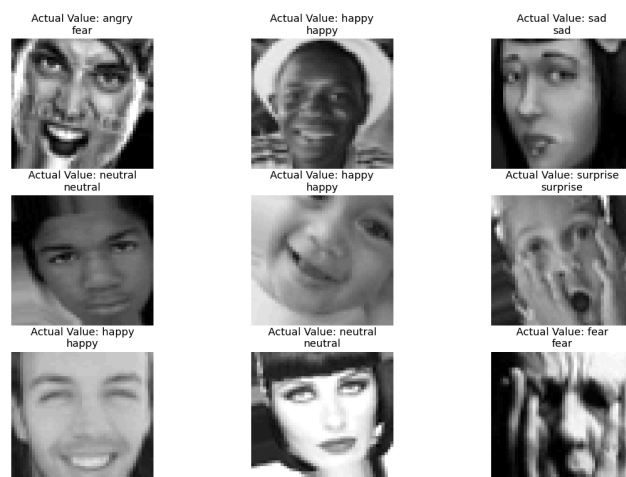 Actual Value: angry
fear
Actual Value: happy
happy
Actual Value: sad
sad
Actual Value: neutral
neutral
Actual Value: happy
happy
Actual Value: surprise
surprise
Actual Value: happy
happy
Actual Value: neutral
neutral
Actual Value: fear
fear